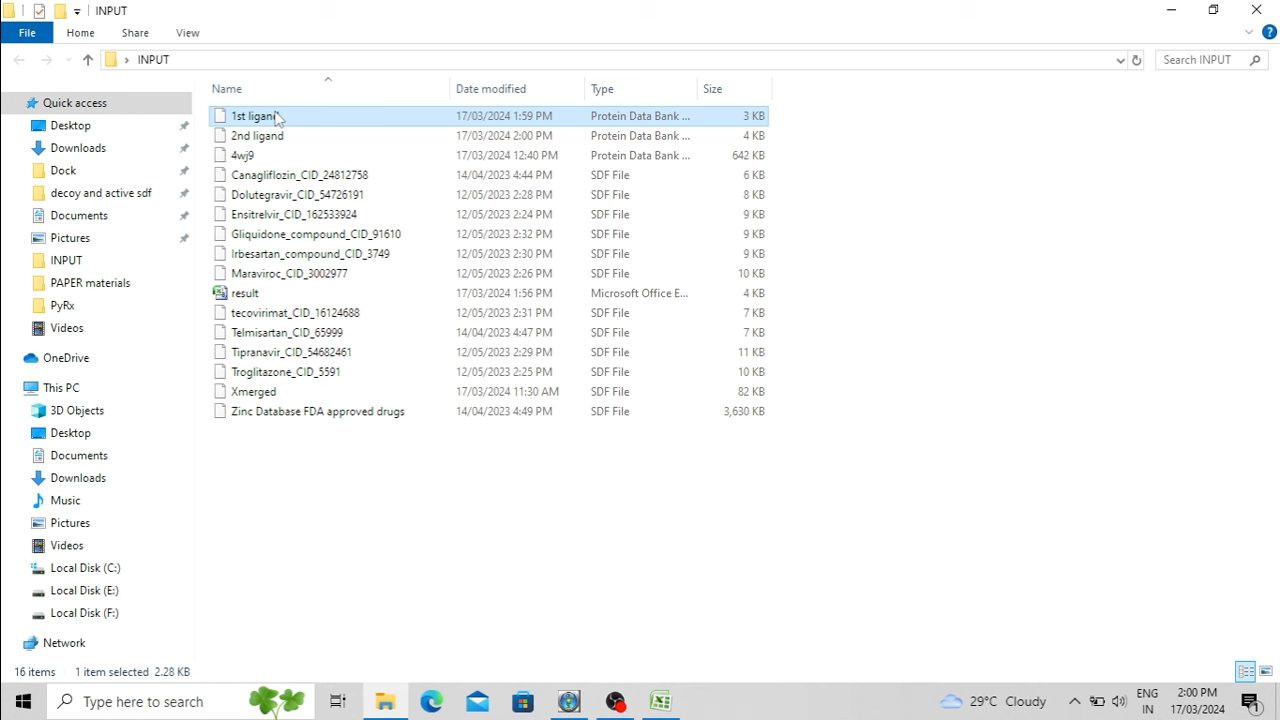 INPUT
File Home Share View
INPUT Search INPUT
Name Date modified Type Size
Quick access
Desktop
Downloads
Dock
decoy and active sdf
Documents
Pictures
INPUT
PAPER materials
PyRx
Videos
OneDrive
This PC
3D Objects
Desktop
Documents
Downloads
Music
Pictures
Videos
Local Disk (C:)
Local Disk (E:)
Local Disk (F:)
Network
1st ligand 17/03/2024 1:59 PM Protein Data Bank ... 3 KB
2nd ligand 17/03/2024 2:00 PM Protein Data Bank ... 4 KB
4wj9 17/03/2024 12:40 PM Protein Data Bank ... 642 KB
Canagliflozin_CID_24812758 14/04/2023 4:44 PM SDF File 6 KB
Dolutegravir_CID_54726191 12/05/2023 2:28 PM SDF File 8 KB
Ensitrelvir_CID_162533924 12/05/2023 2:24 PM SDF File 9 KB
Gliquidone_compound_CID_91610 12/05/2023 2:32 PM SDF File 9 KB
Irbesartan_compound_CID_3749 12/05/2023 2:30 PM SDF File 9 KB
Maraviroc_CID_3002977 12/05/2023 2:26 PM SDF File 10 KB
result 17/03/2024 1:56 PM Microsoft Office E... 4 KB
tecovirimat_CID_16124688 12/05/2023 2:31 PM SDF File 7 KB
Telmisartan_CID_65999 14/04/2023 4:47 PM SDF File 7 KB
Tipranavir_CID_54682461 12/05/2023 2:29 PM SDF File 11 KB
Troglitazone_CID_5591 12/05/2023 2:25 PM SDF File 10 KB
Xmerged 17/03/2024 11:30 AM SDF File 82 KB
Zinc Database FDA approved drugs 14/04/2023 4:49 PM SDF File 3,630 KB
16 items 1 item selected 2.28 KB
Type here to search 29°C Cloudy
ENG
IN
2:00 PM
17/03/2024
1